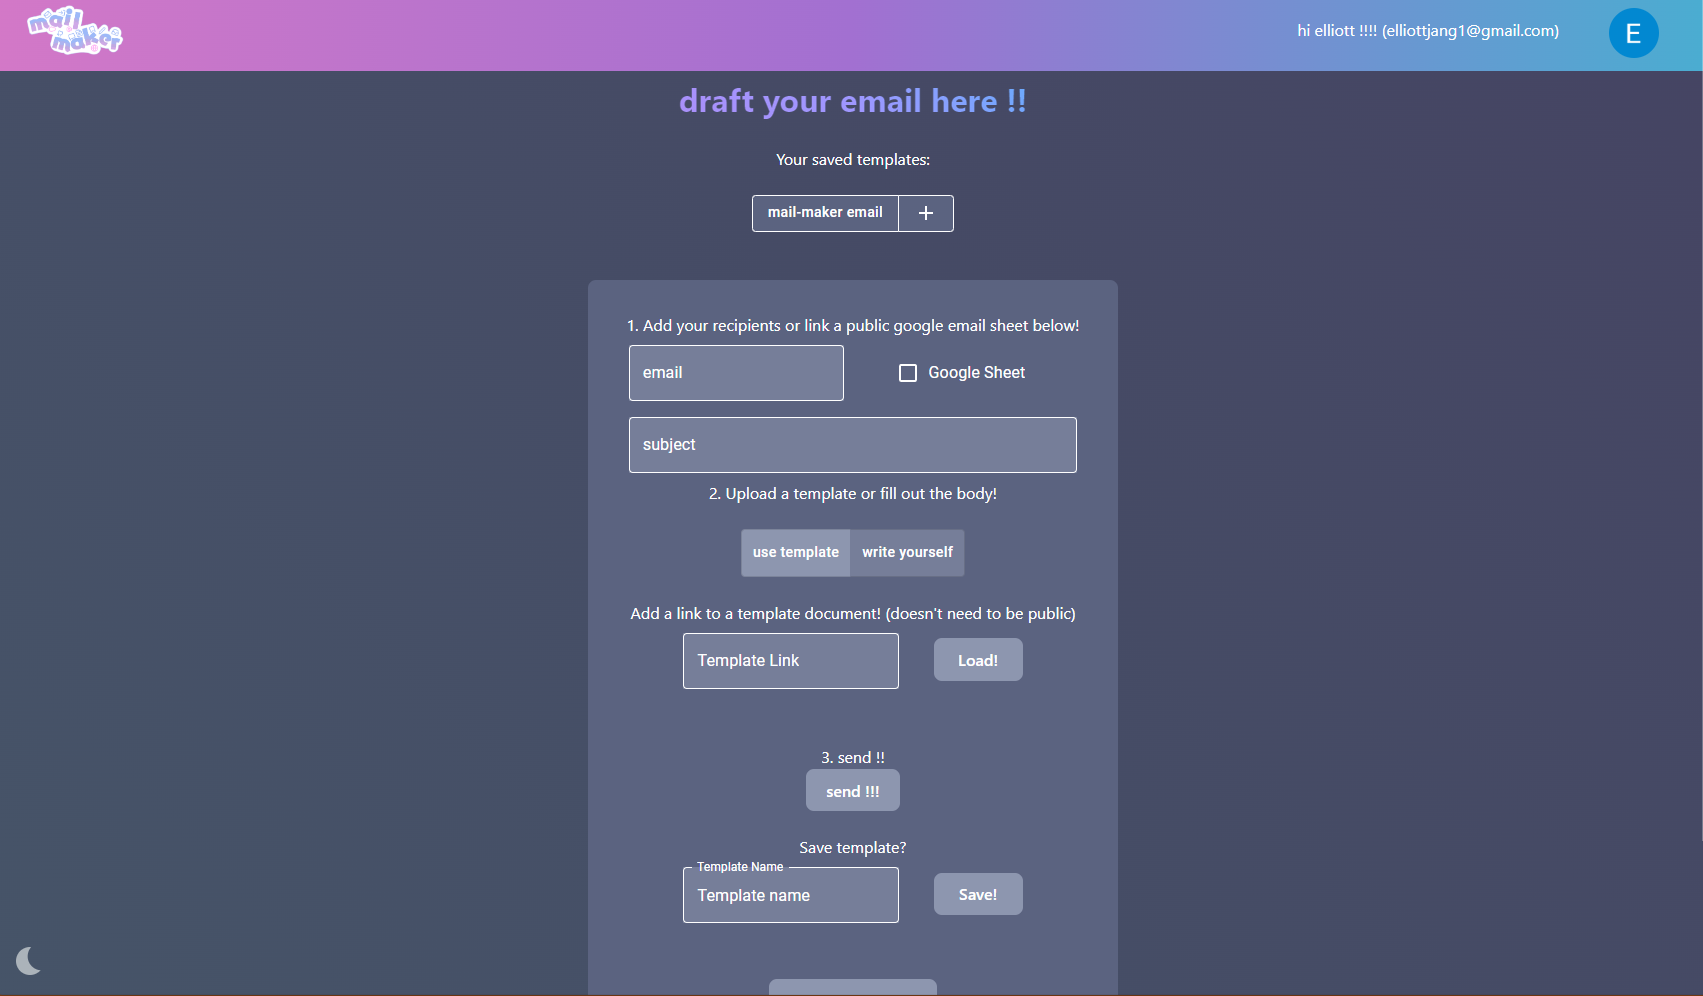 mail
maker
hi elliott !!!! (elliottjang1@gmail.com)
E
draft your email here !!
Your saved templates:
mail-maker email
+
1. Add your recipients or link a public google email sheet below!
email
Google Sheet
subject
2. Upload a template or fill out the body!
use template
write yourself
Add a link to a template document! (doesn't need to be public)
Template Link
Load!
3. send !!
send !!!
Save template?
Template Name
Template name
Save!